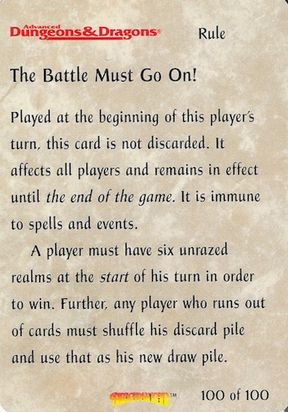 Advanced
Dungeons & Dragons® Rule
The Battle Must Go On!
Played at the beginning of this player's
turn, this card is not discarded. It
affects all players and remains in effect
until the end of the game. It is immune
to spells and events.
A player must have six unrazed
realms at the start of his turn in order
to win. Further, any player who runs out
of cards must shuffle his discard pile
and use that as his new draw pile.
™ 100 of 100